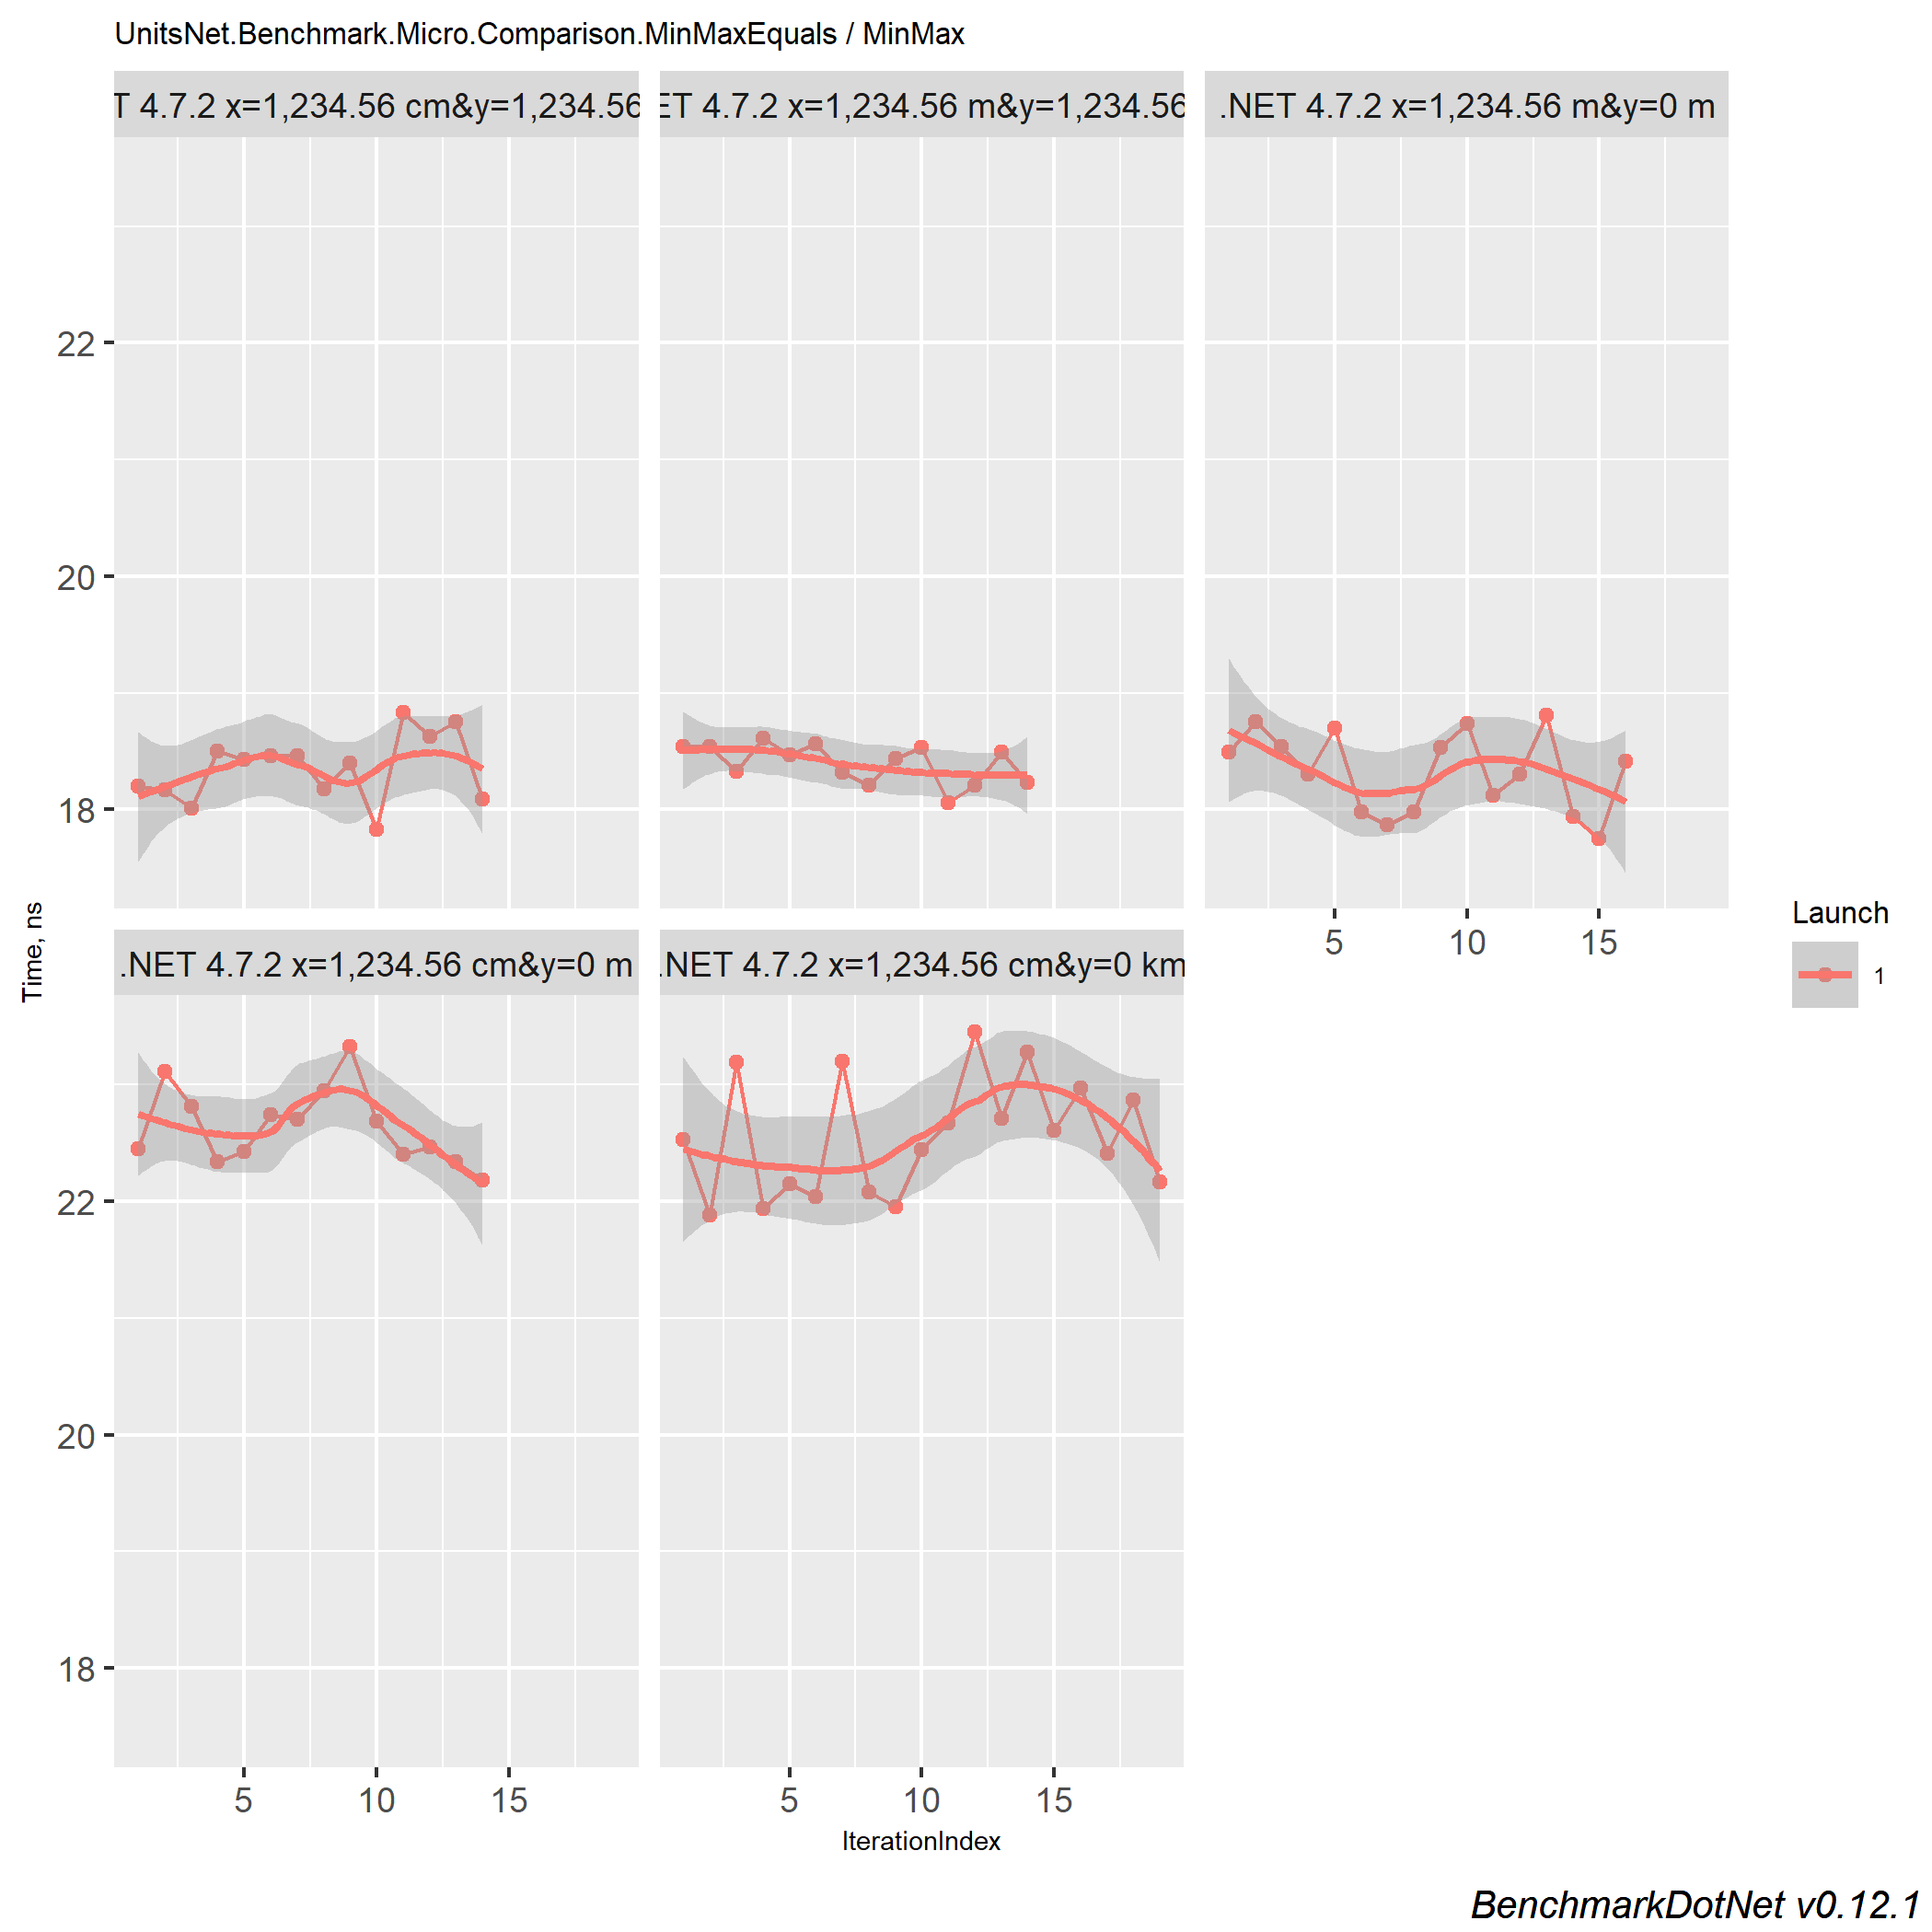 UnitsNet.Benchmark.Micro.Comparison.MinMaxEquals / MinMax
T 4.7.2 x=1,234.56 cm&y=1,234.56
ET 4.7.2 x=1,234.56 m&y=1,234.56
.NET 4.7.2 x=1,234.56 m&y=0 m
22
20
18
5
10
15
Time, ns
Launch
1
.NET 4.7.2 x=1,234.56 cm&y=0 m
.NET 4.7.2 x=1,234.56 cm&y=0 km
22
20
18
5
10
15
5
10
15
IterationIndex
BenchmarkDotNet v0.12.1